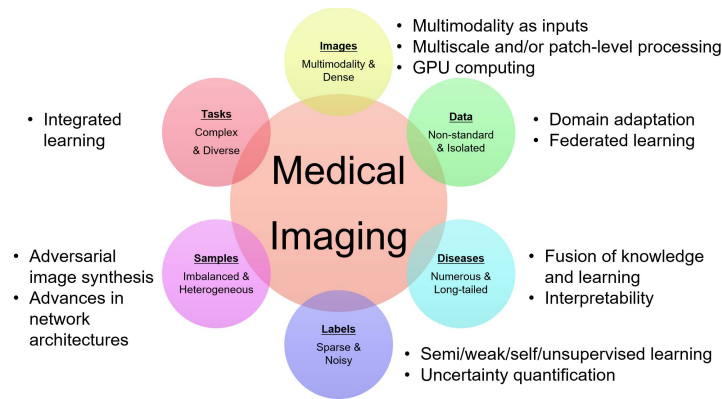 Images
Multimodality &
Dense
• Multimodality as inputs
• Multiscale and/or patch-level processing
• GPU computing
Tasks
Complex
& Diverse
• Integrated
learning
Data
Non-standard
& Isolated
• Domain adaptation
• Federated learning
Medical
Imaging
Samples
Imbalanced &
Heterogeneous
• Adversarial
image synthesis
• Advances in
network
architectures
Diseases
Numerous &
Long-tailed
• Fusion of knowledge
and learning
• Interpretability
Labels
Sparse &
Noisy
• Semi/weak/self/unsupervised learning
• Uncertainty quantification